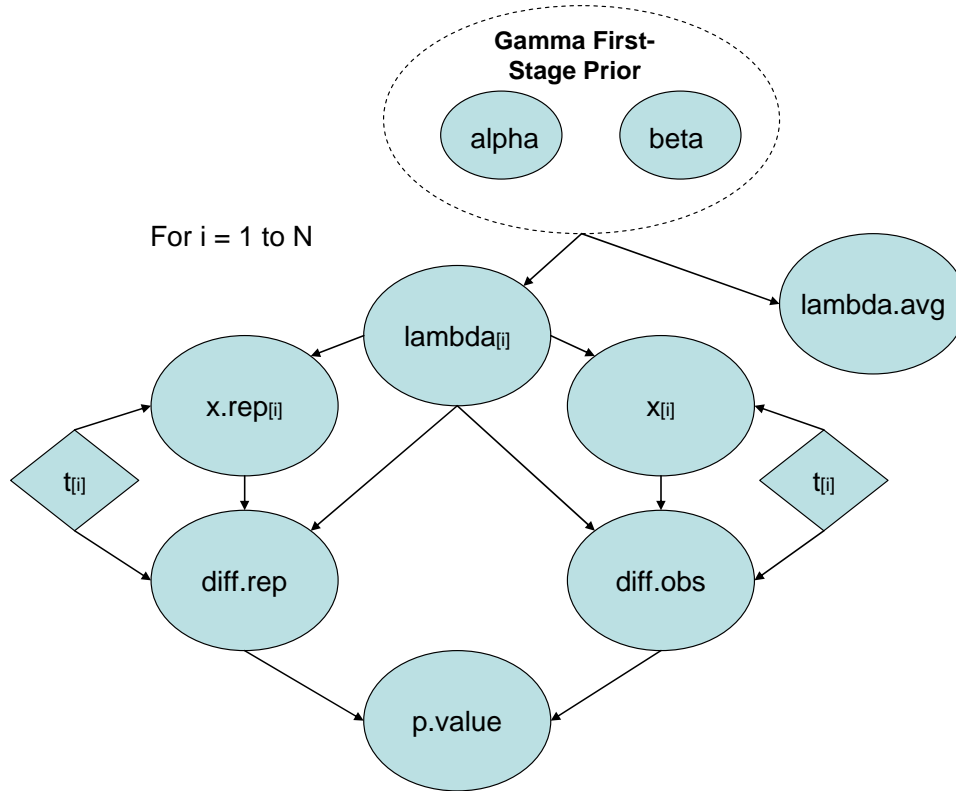 Gamma First-
Stage Prior
alpha
beta
For i = 1 to N
lambda.avg
lambda[i]
x.rep[i]
x[i]
t[i]
t[i]
diff.rep
diff.obs
p.value